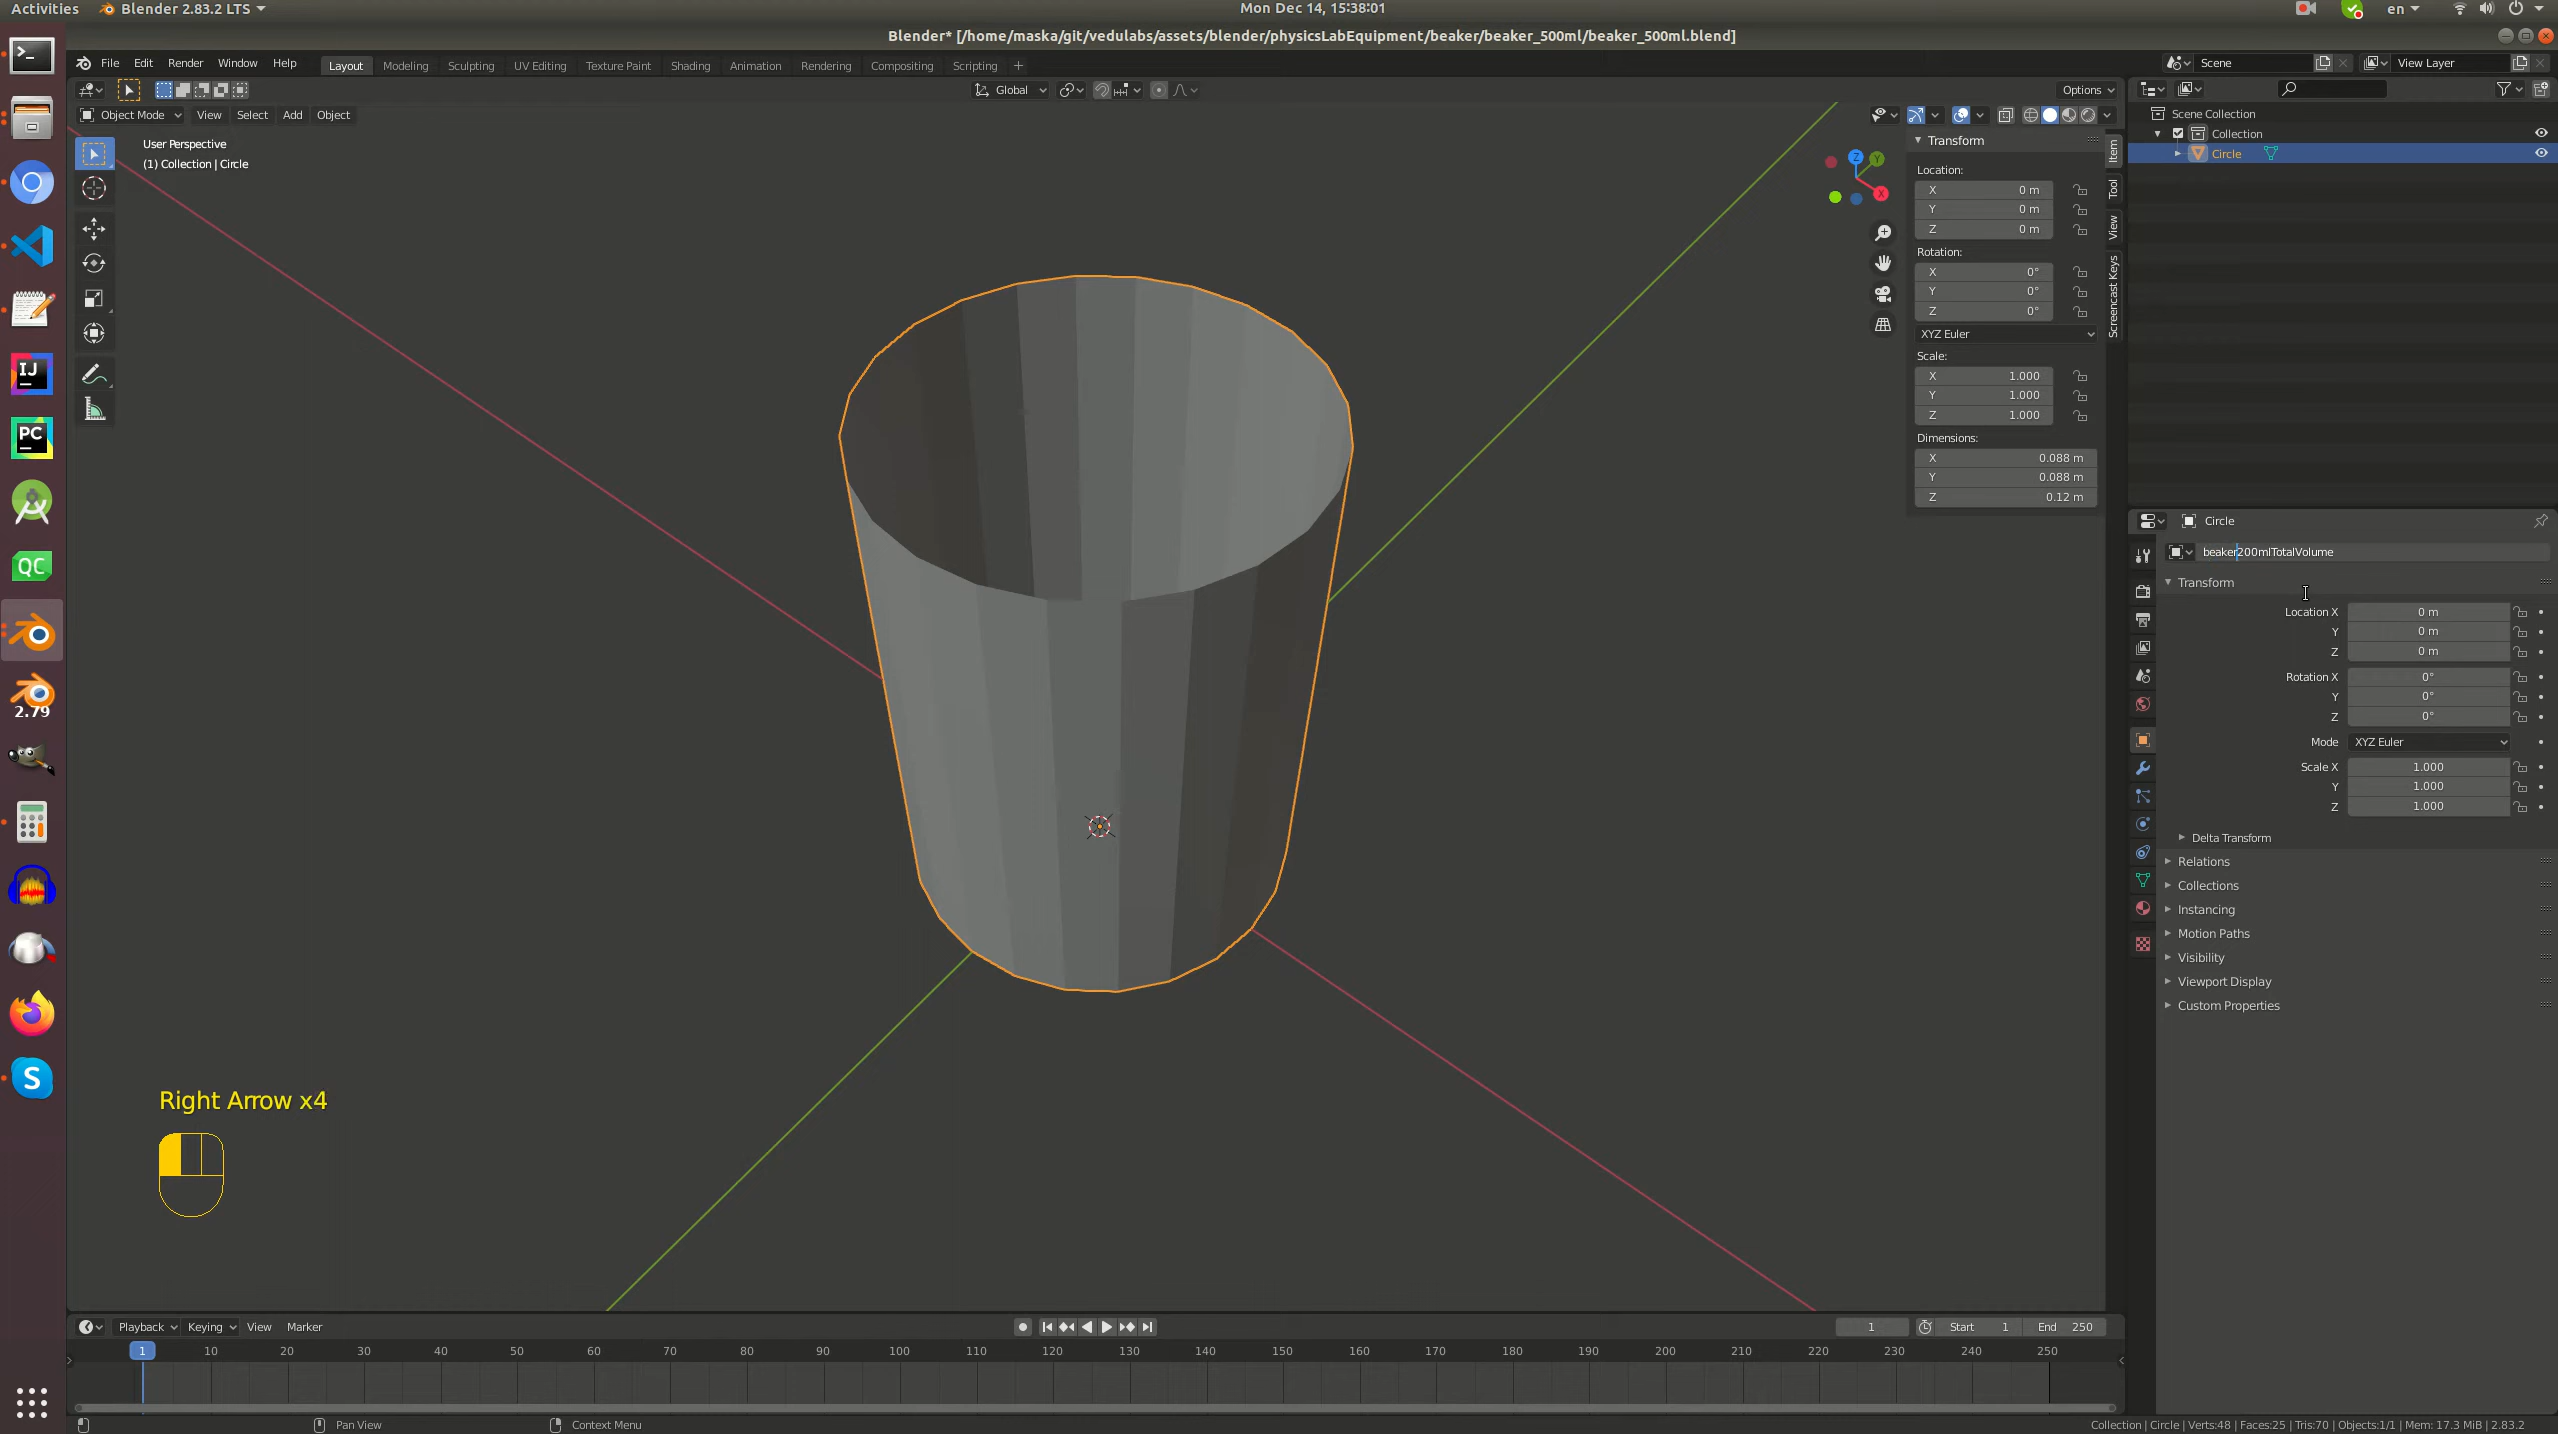 Activities Blender 2.83.2 LTS Mon Dec 14, 15:38:01 en
Blender* [/home/maska/git/vedulabs/assets/blender/physicsLabEquipment/beaker/beaker_500ml/beaker_500ml.blend]
File Edit Render Window Help Layout Modeling Sculpting UV Editing Texture Paint Shading Animation Rendering Compositing Scripting + Scene View Layer
Global Options
Object Mode View Select Add Object
User Perspective
(1) Collection | Circle
Transform
Location:
X 0 m
Y 0 m
Z 0 m
Rotation:
X 0°
Y 0°
Z 0°
XYZ Euler
Scale:
X 1.000
Y 1.000
Z 1.000
Dimensions:
X 0.088 m
Y 0.088 m
Z 0.12 m
Item
Tool
View
Screencast Keys
Z
Y
X
Scene Collection
Collection
Circle
Circle
beaker200mlTotalVolume
Transform
Location X 0 m
Y 0 m
Z 0 m
Rotation X 0°
Y 0°
Z 0°
Mode XYZ Euler
Scale X 1.000
Y 1.000
Z 1.000
Delta Transform
Relations
Collections
Instancing
Motion Paths
Visibility
Viewport Display
Custom Properties
IJ
PC
QC
2.79
S
Right Arrow x4
Playback Keying View Marker 1 Start 1 End 250
1 10 20 30 40 50 60 70 80 90 100 110 120 130 140 150 160 170 180 190 200 210 220 230 240 250
Pan View Context Menu Collection | Circle | Verts:48 | Faces:25 | Tris:70 | Objects:1/1 | Mem: 17.3 MiB | 2.83.2